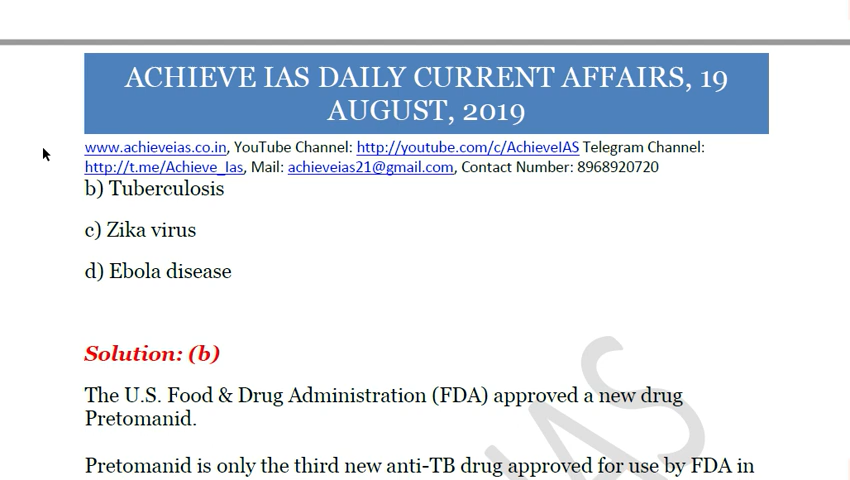 ACHIEVE IAS DAILY CURRENT AFFAIRS, 19
AUGUST, 2019
www.achieveias.co.in, YouTube Channel: http://youtube.com/c/AchieveIAS Telegram Channel:
http://t.me/Achieve_Ias, Mail: achieveias21@gmail.com, Contact Number: 8968920720
b) Tuberculosis
c) Zika virus
d) Ebola disease
Solution: (b)
The U.S. Food & Drug Administration (FDA) approved a new drug
Pretomanid.
Pretomanid is only the third new anti-TB drug approved for use by FDA in
IAS